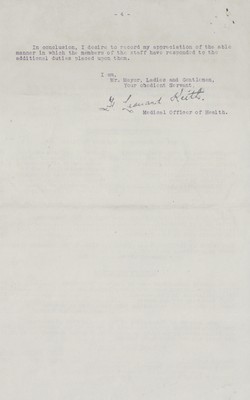 - 4 -
In conclusion, I desire to record my appreciation of the able
manner in which the members of the staff have responded to the
additional duties placed upon them.
I am,
Mr. Mayor, Ladies and Gentlemen,
Your obedient Servant,
Leonard Keith.
Medical Officer of Health.